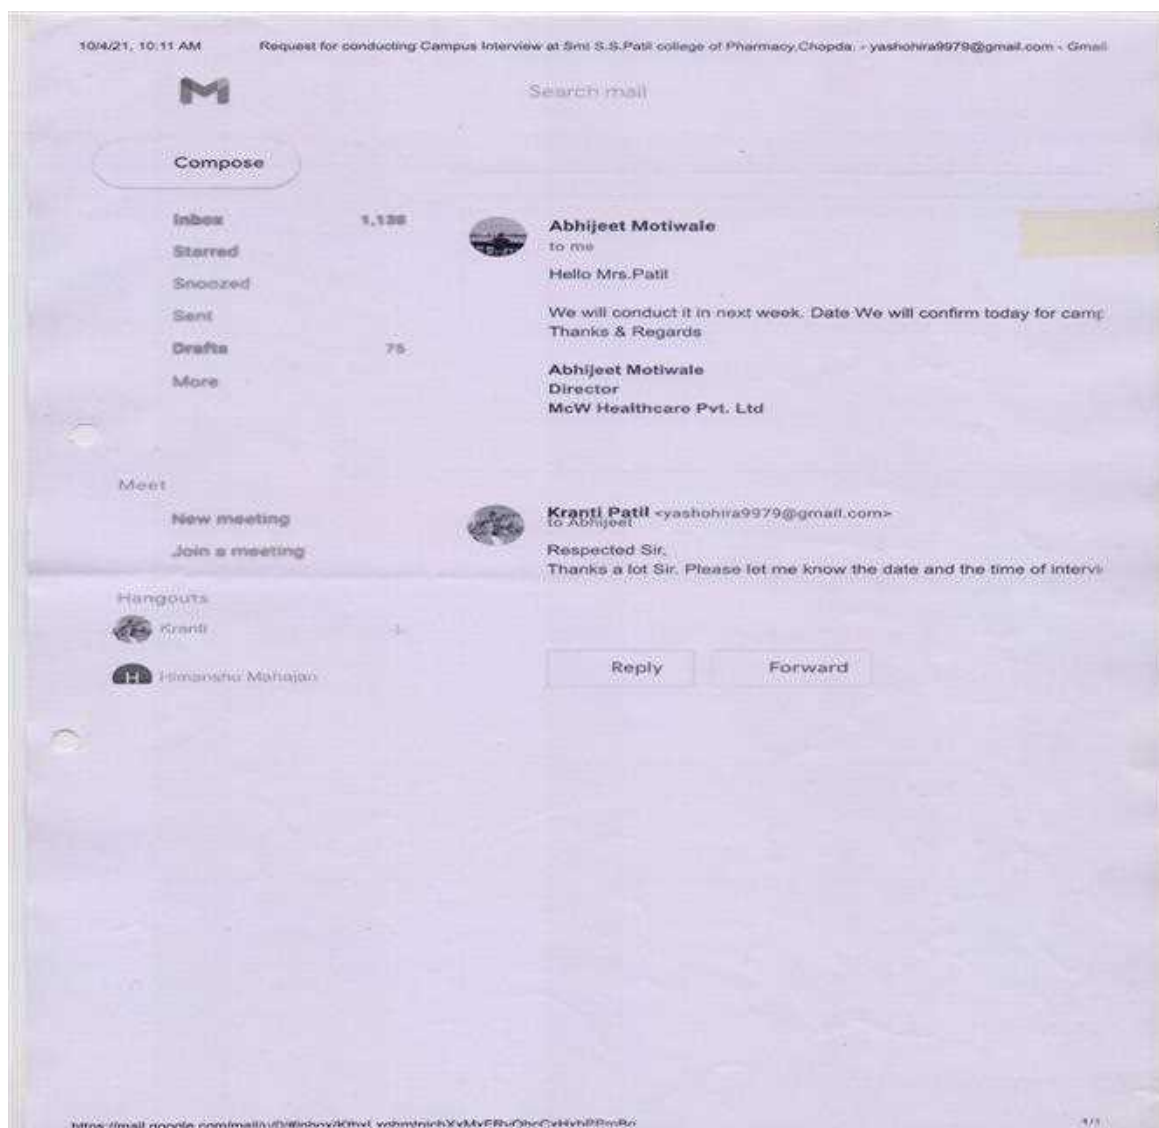 10/4/21, 10:11 AM Request for conducting Campus Interview at Smt S.S.Patil college of Pharmacy,Chopda. - yashohira9979@gmail.com - Gmail
Search mail
Compose
Inbox
Starred
Snoozed
Sent
Drafts 75
More
Abhijeet Motiwale
to me
Hello Mrs.Patil
We will conduct it in next week. Date We will confirm today for camp
Thanks & Regards
Abhijeet Motiwale
Director
McW Healthcare Pvt. Ltd
Meet
New meeting
Join a meeting
Kranti Patil <yashohira9979@gmail.com>
to Abhijeet
Respected Sir,
Thanks a lot Sir. Please let me know the date and the time of intervie
Hangouts
Kranti
H Himanshu Mahajan
Reply Forward
1/1